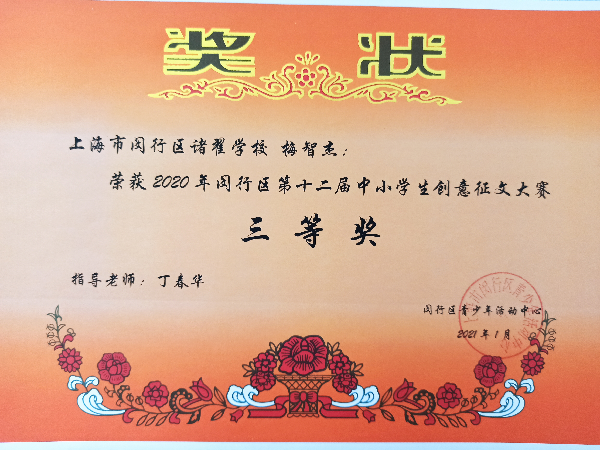 奖状
上海市闵行区诸翟学校 梅智杰：
荣获2020年闵行区第十二届中小学生创意征文大赛
三等奖
指导老师：丁春华
闵行区青少年活动中心
2021年1月